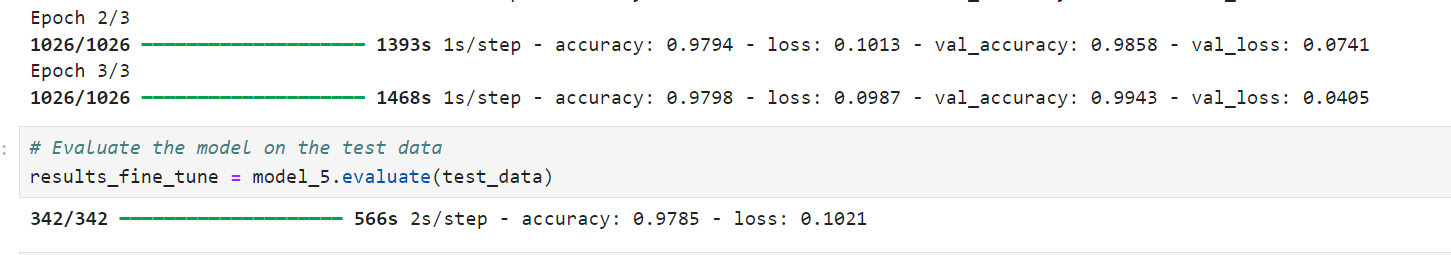 Epoch 2/3
1026/1026 ━━━━━━━━━━━━━━━━━━━━ 1393s 1s/step - accuracy: 0.9794 - loss: 0.1013 - val_accuracy: 0.9858 - val_loss: 0.0741
Epoch 3/3
1026/1026 ━━━━━━━━━━━━━━━━━━━━ 1468s 1s/step - accuracy: 0.9798 - loss: 0.0987 - val_accuracy: 0.9943 - val_loss: 0.0405
: # Evaluate the model on the test data
results_fine_tune = model_5.evaluate(test_data)
342/342 ━━━━━━━━━━━━━━━━━━━━ 566s 2s/step - accuracy: 0.9785 - loss: 0.1021